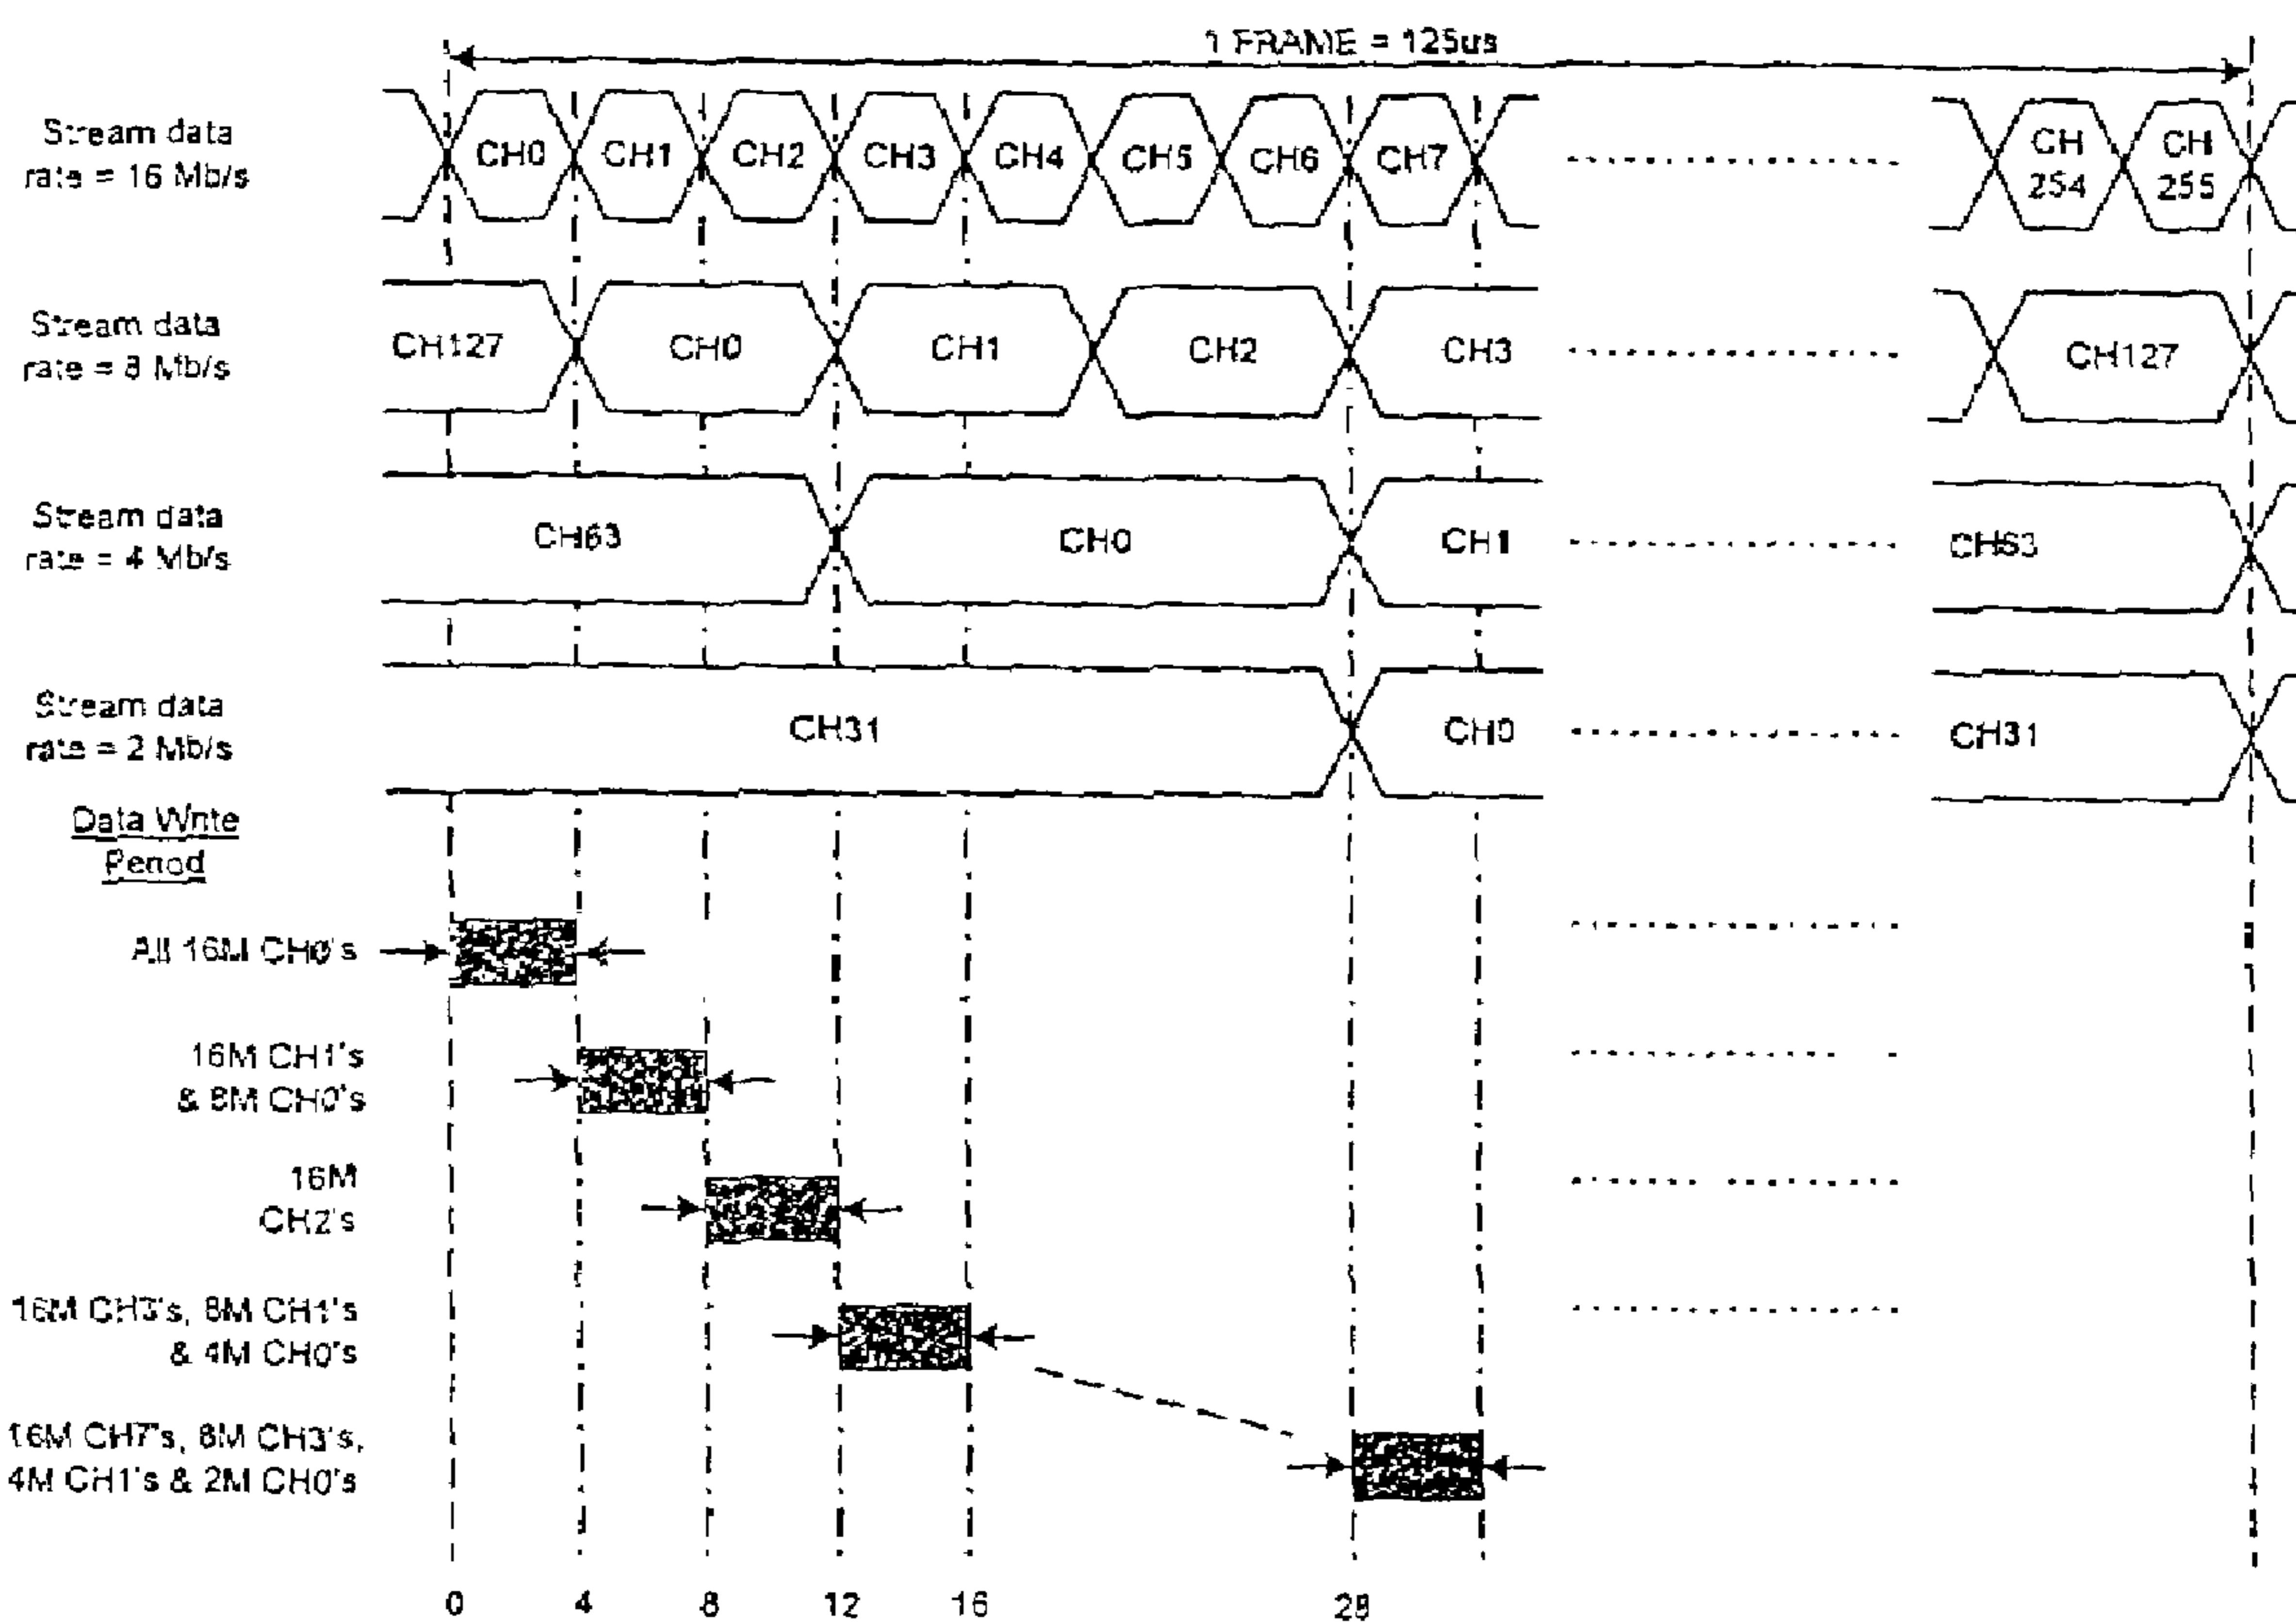 1 FRAME = 125us
Stream data
rate = 16 Mb/s
CH0 CH1 CH2 CH3 CH4 CH5 CH6 CH7 CH 254 CH 255
Stream data
rate = 8 Mb/s
CH127 CH0 CH1 CH2 CH3 CH127
Stream data
rate = 4 Mb/s
CH63 CH0 CH1 CH63
Stream data
rate = 2 Mb/s
CH31 CH0 CH31
Data Write
Period
All 16M CH0's
16M CH1's
& 8M CH0's
16M
CH2's
16M CH3's, 8M CH1's
& 4M CH0's
16M CH7's, 8M CH3's,
4M CH1's & 2M CH0's
0 4 8 12 16 28